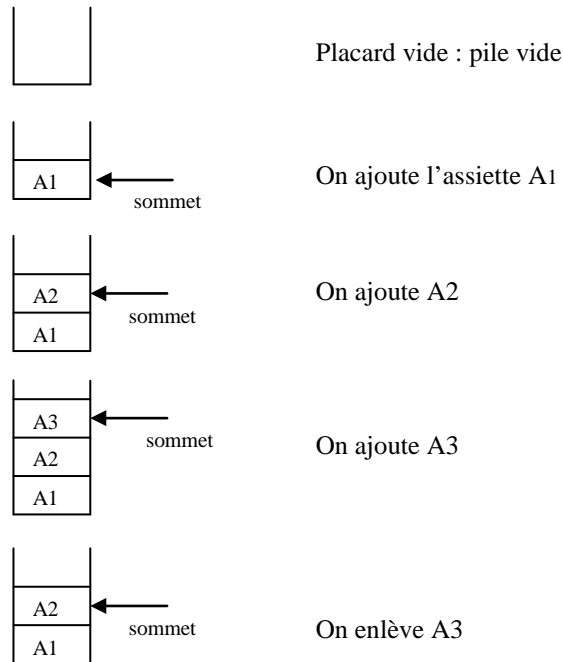 Placard vide : pile vide
A1
sommet
On ajoute l'assiette A1
A2
A1
sommet
On ajoute A2
A3
A2
A1
sommet
On ajoute A3
A2
A1
sommet
On enlève A3